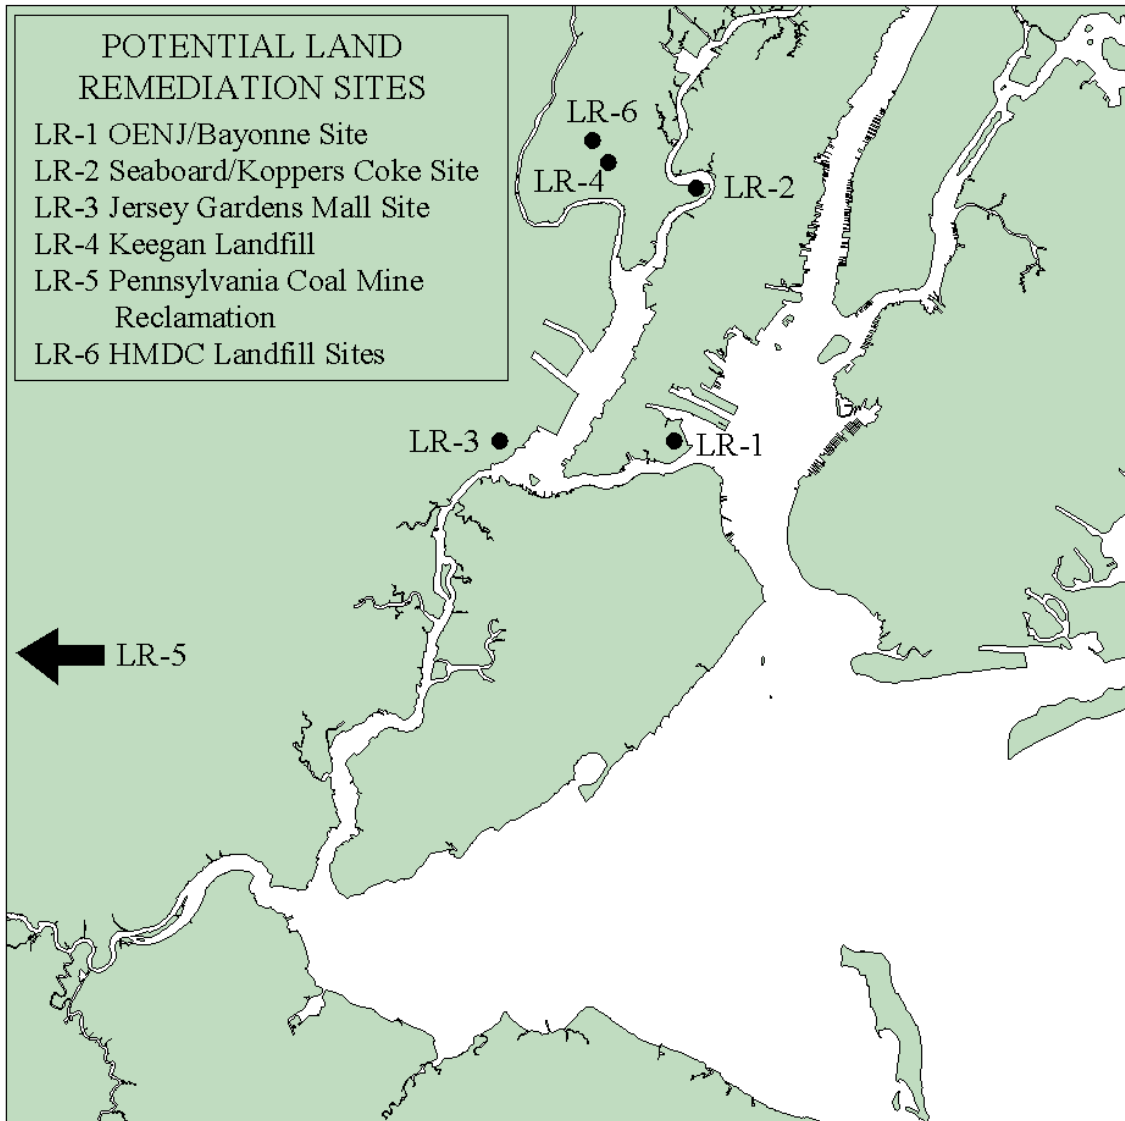 POTENTIAL LAND
REMEDIATION SITES
LR-1 OENJ/Bayonne Site
LR-2 Seaboard/Koppers Coke Site
LR-3 Jersey Gardens Mall Site
LR-4 Keegan Landfill
LR-5 Pennsylvania Coal Mine
Reclamation
LR-6 HMDC Landfill Sites
LR-6
LR-4
LR-2
LR-3
LR-1
LR-5